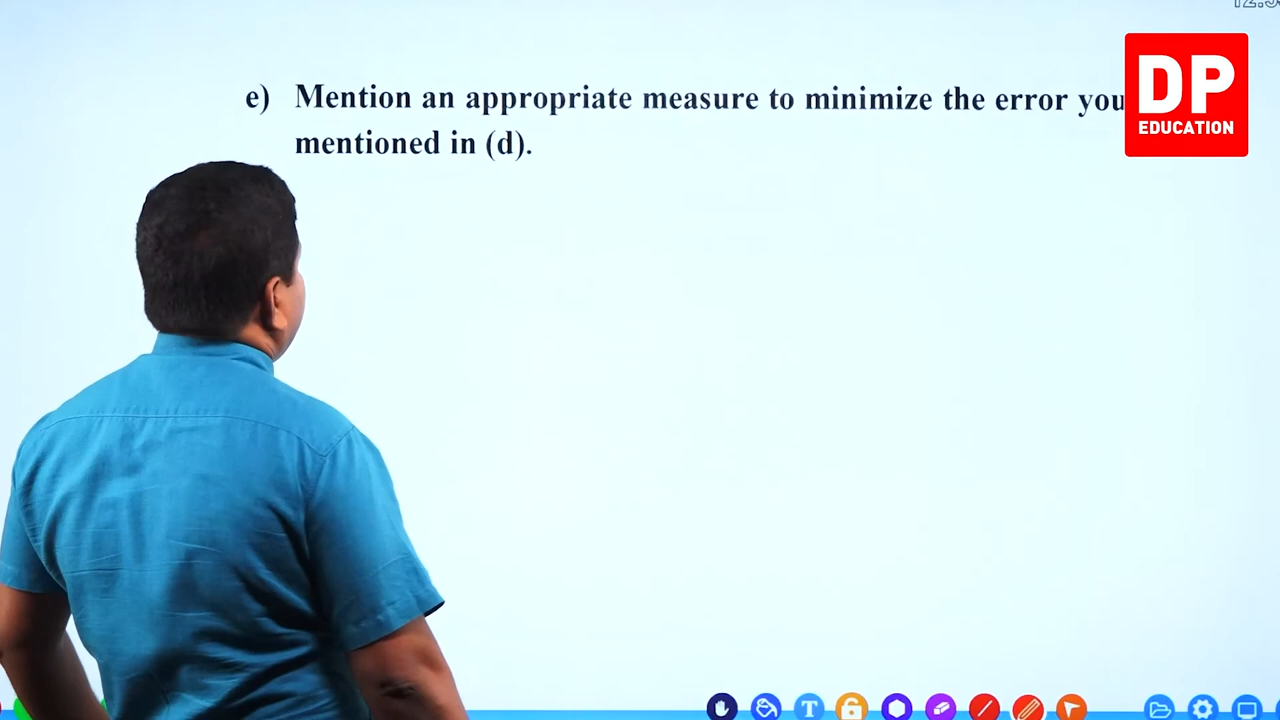 DP
EDUCATION
e) Mention an appropriate measure to minimize the error you
mentioned in (d).
T